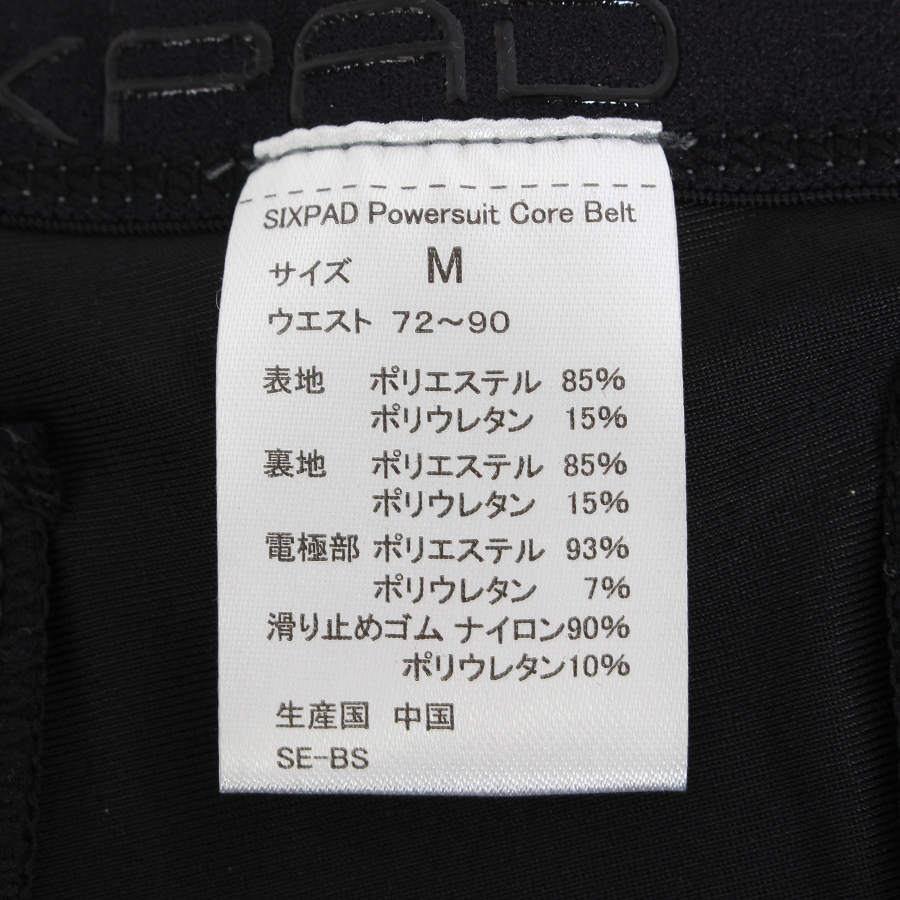 XPAD
SIXPAD Powersuit Core Belt
サイズ M
ウエスト 72～90
表地 ポリエステル 85%
ポリウレタン 15%
裏地 ポリエステル 85%
ポリウレタン 15%
電極部 ポリエステル 93%
ポリウレタン 7%
滑り止めゴム ナイロン90%
ポリウレタン10%
生産国 中国
SE-BS